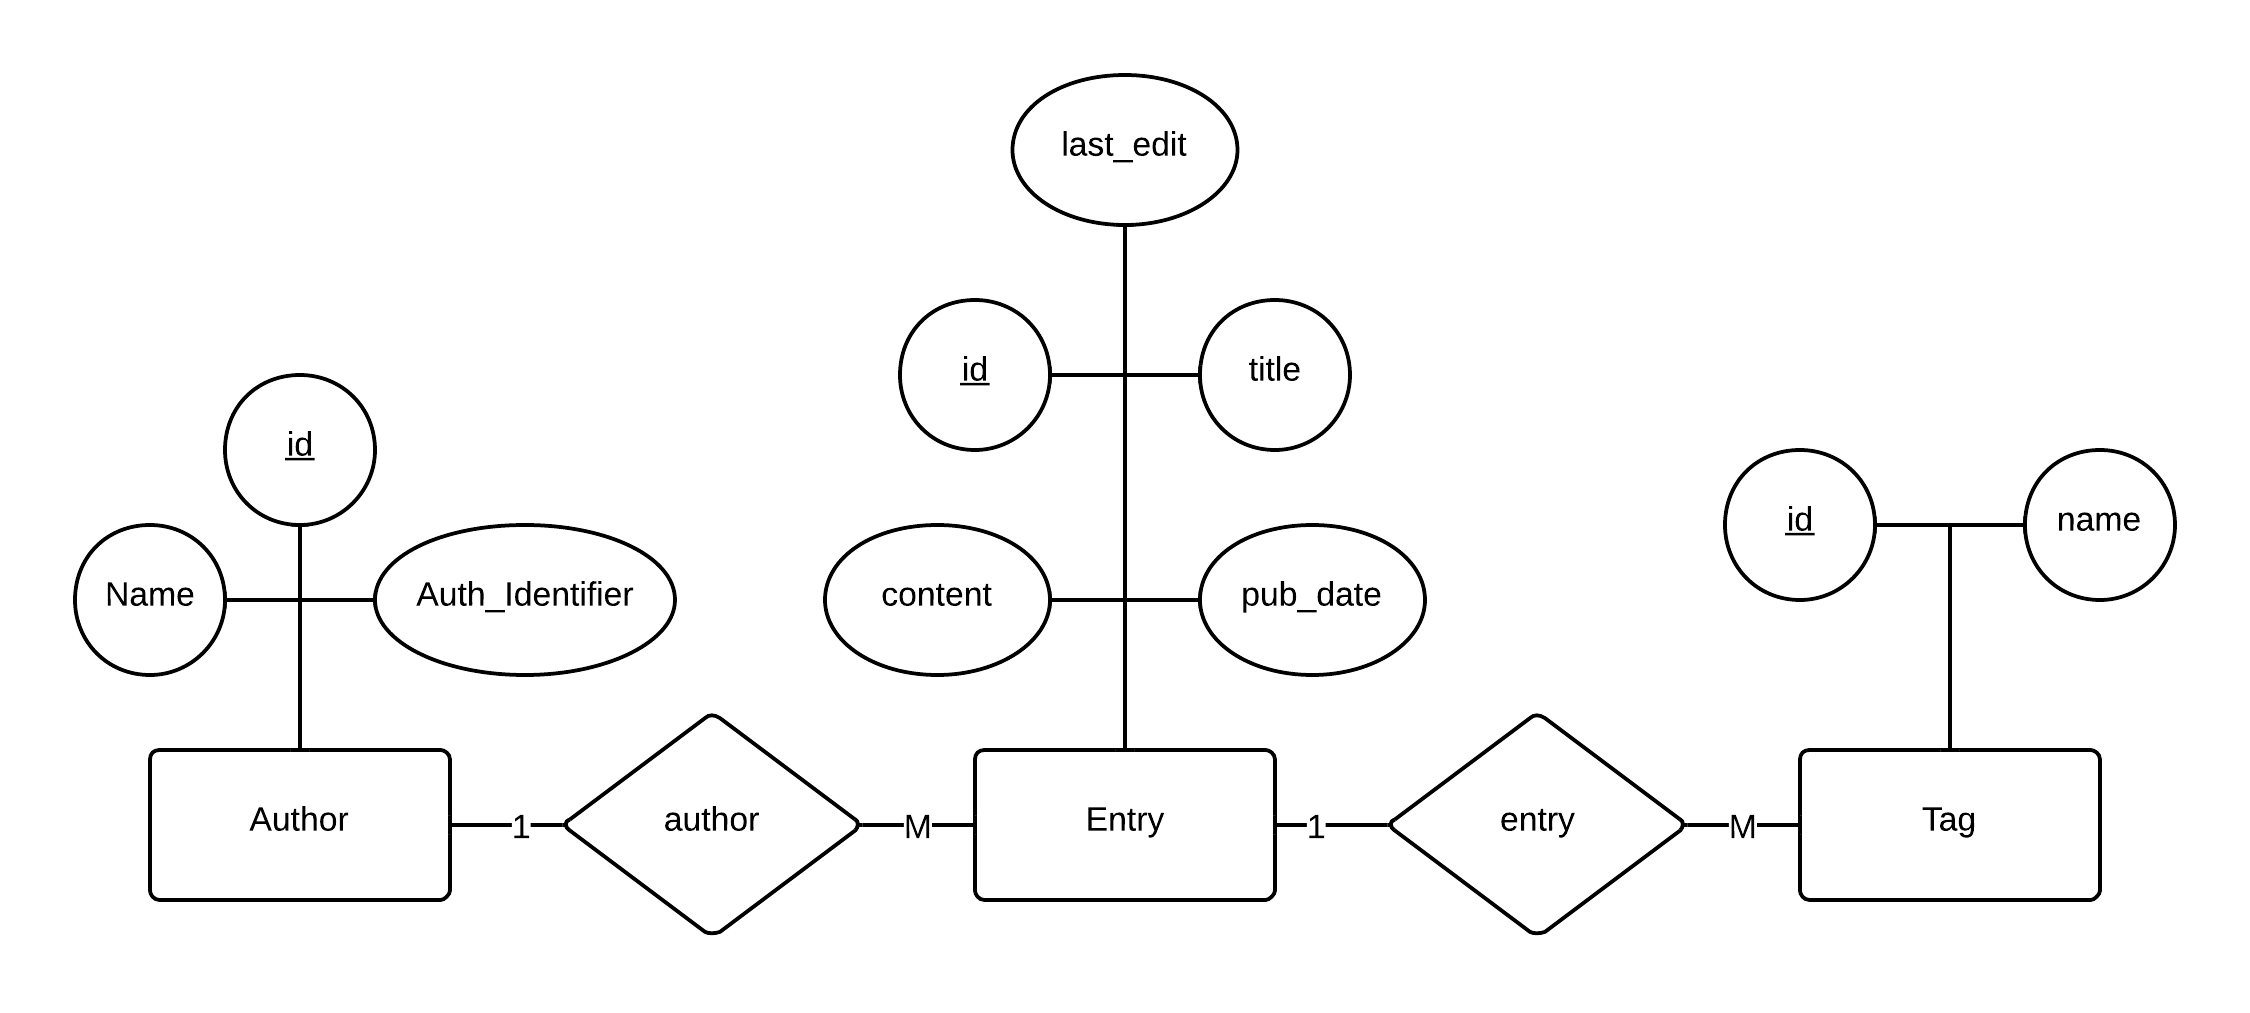 last_edit
id
title
id
id
name
Name
Auth_Identifier
content
pub_date
Author
1
author
M
Entry
1
entry
M
Tag